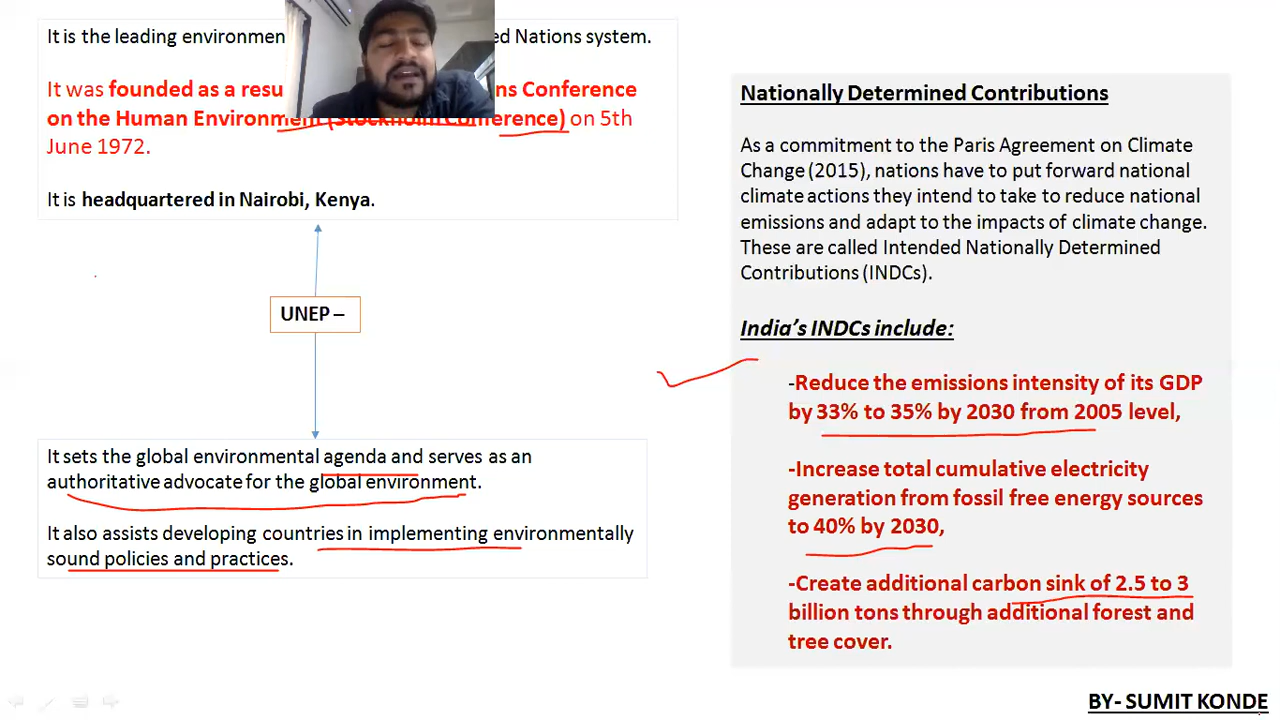 It is the leading environmen ed Nations system.
It was founded as a resu ns Conference
on the Human Environment (Stockholm Conference) on 5th
June 1972.
It is headquartered in Nairobi, Kenya.
UNEP –
It sets the global environmental agenda and serves as an
authoritative advocate for the global environment.
It also assists developing countries in implementing environmentally
sound policies and practices.
Nationally Determined Contributions
As a commitment to the Paris Agreement on Climate
Change (2015), nations have to put forward national
climate actions they intend to take to reduce national
emissions and adapt to the impacts of climate change.
These are called Intended Nationally Determined
Contributions (INDCs).
India's INDCs include:
-Reduce the emissions intensity of its GDP
by 33% to 35% by 2030 from 2005 level,
-Increase total cumulative electricity
generation from fossil free energy sources
to 40% by 2030,
-Create additional carbon sink of 2.5 to 3
billion tons through additional forest and
tree cover.
BY- SUMIT KONDE